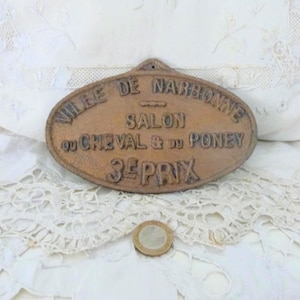 VILLE DE NARBONNE
SALON
DU CHEVAL & DU PONEY
3E PRIX